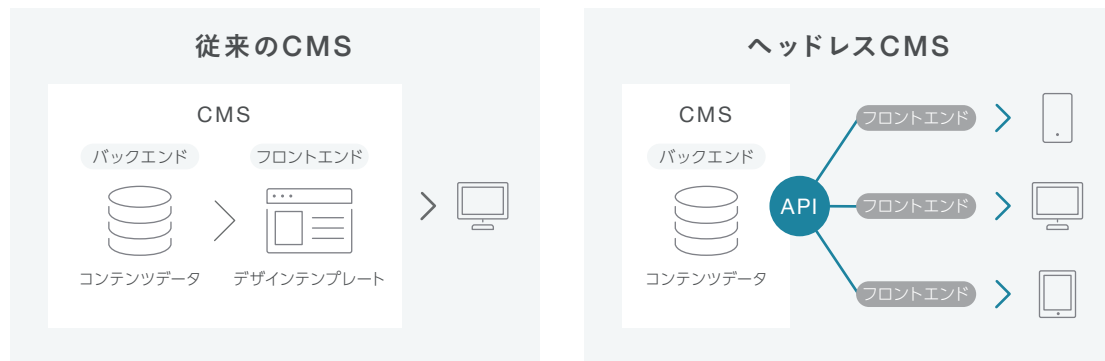 従来のCMS
CMS
バックエンド
フロントエンド
コンテンツデータ
デザインテンプレート
ヘッドレスCMS
CMS
バックエンド
コンテンツデータ
API
フロントエンド
フロントエンド
フロントエンド